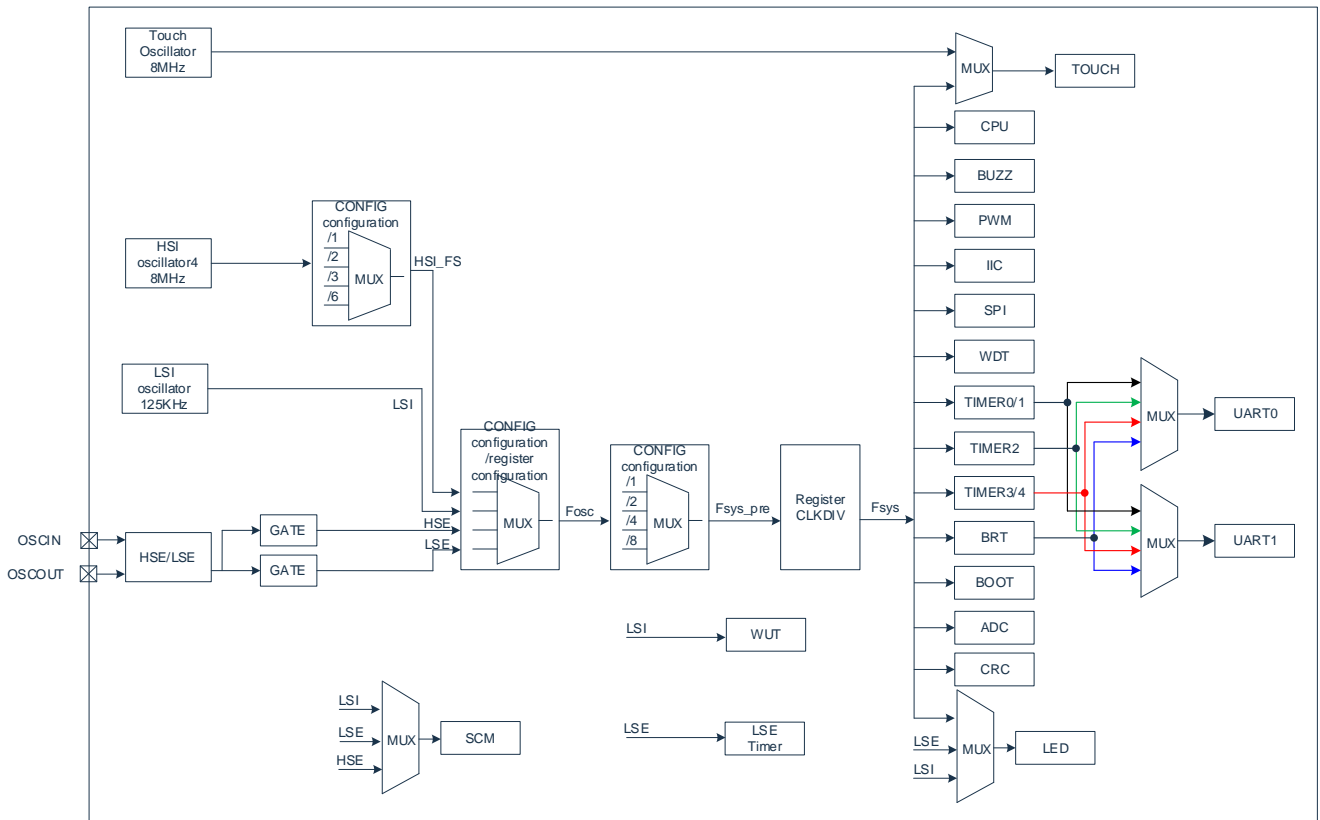 Touch
Oscillator
8MHz
MUX
TOUCH
CPU
BUZZ
PWM
IIC
SPI
WDT
TIMER0/1
TIMER2
TIMER3/4
BRT
BOOT
ADC
CRC
CONFIG
configuration
/1
/2
/3
/6
MUX
HSI_FS
HSI
oscillator4
8MHz
LSI
oscillator
125KHz
LSI
CONFIG
configuration
/register
configuration
MUX
HSE
LSE
Fosc
CONFIG
configuration
/1
/2
/4
/8
MUX
Fsys_pre
Register
CLKDIV
Fsys
MUX
UART0
MUX
UART1
OSCIN
OSCOUT
HSE/LSE
GATE
GATE
LSI
WUT
LSI
LSE
HSE
MUX
SCM
LSE
LSE
Timer
LSE
LSI
MUX
LED